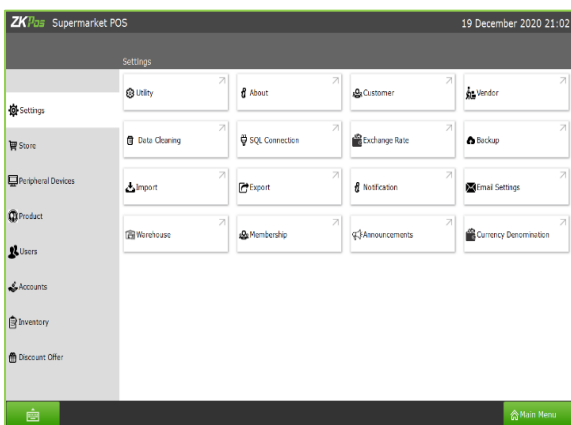 ZKPos Supermarket POS 19 December 2020 21:02
Settings
Utility About Customer Vendor
Settings
Data Cleaning SQL Connection Exchange Rate Backup
Store
Peripheral Devices
Import Export Notification Email Settings
Product
Warehouse Membership Announcements Currency Denomination
Users
Accounts
Inventory
Discount Offer
Main Menu